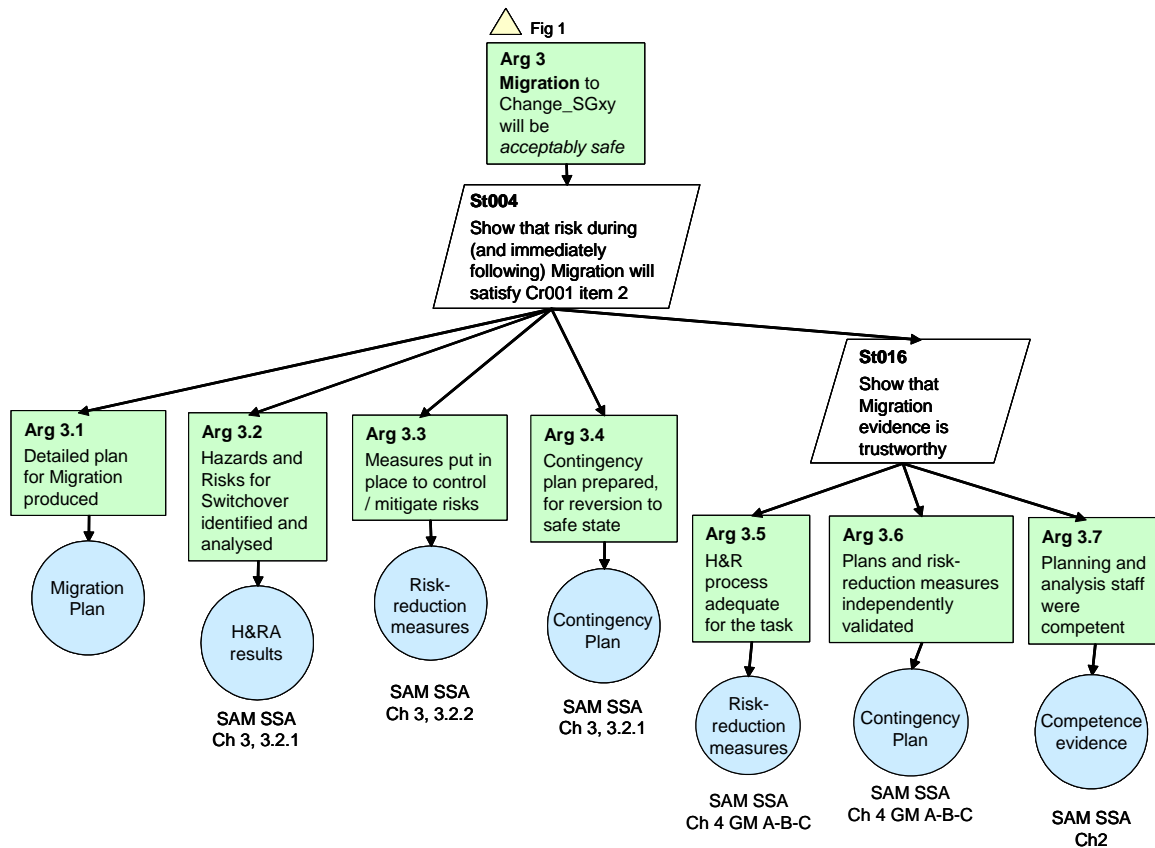 Fig 1
Arg 3
Migration to
Change_SGxy
will be
acceptably safe
St004
Show that risk during
(and immediately
following) Migration will
satisfy Cr001 item 2
St016
Show that
Migration
evidence is
trustworthy
Arg 3.1
Detailed plan
for Migration
produced
Migration
Plan
Arg 3.2
Hazards and
Risks for
Switchover
identified and
analysed
H&RA
results
SAM SSA
Ch 3, 3.2.1
Arg 3.3
Measures put in
place to control
/ mitigate risks
Risk-
reduction
measures
SAM SSA
Ch 3, 3.2.2
Arg 3.4
Contingency
plan prepared,
for reversion to
safe state
Contingency
Plan
SAM SSA
Ch 3, 3.2.1
Arg 3.5
H&R
process
adequate
for the task
Risk-
reduction
measures
SAM SSA
Ch 4 GM A-B-C
Arg 3.6
Plans and risk-
reduction measures
independently
validated
Contingency
Plan
SAM SSA
Ch 4 GM A-B-C
Arg 3.7
Planning and
analysis staff
were
competent
Competence
evidence
SAM SSA
Ch2